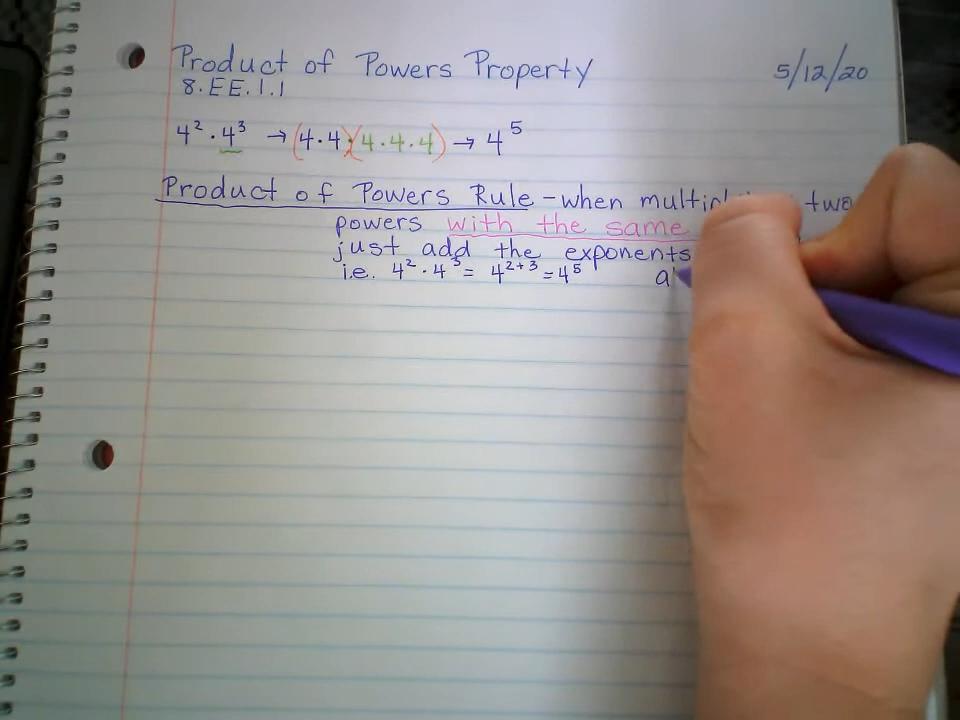 Product of Powers Property 5/12/20
8.EE.1.1
4² · 4³ → (4·4)·(4·4·4) → 4⁵
Product of Powers Rule - when two
powers with the same
just add the exponents
i.e. 4² · 4³ = 4²⁺³ = 4⁵ a